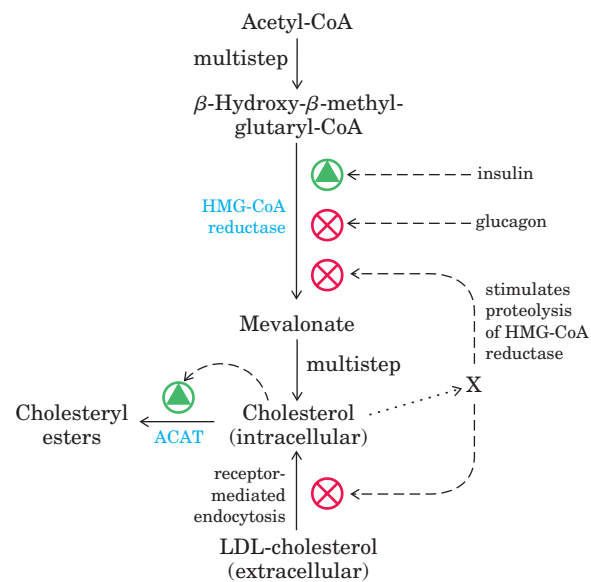 Acetyl-CoA
multistep
β-Hydroxy-β-methyl-
glutaryl-CoA
insulin
HMG-CoA
reductase
glucagon
stimulates
proteolysis
of HMG-CoA
reductase
Mevalonate
multistep
X
Cholesteryl
esters
ACAT
Cholesterol
(intracellular)
receptor-
mediated
endocytosis
LDL-cholesterol
(extracellular)